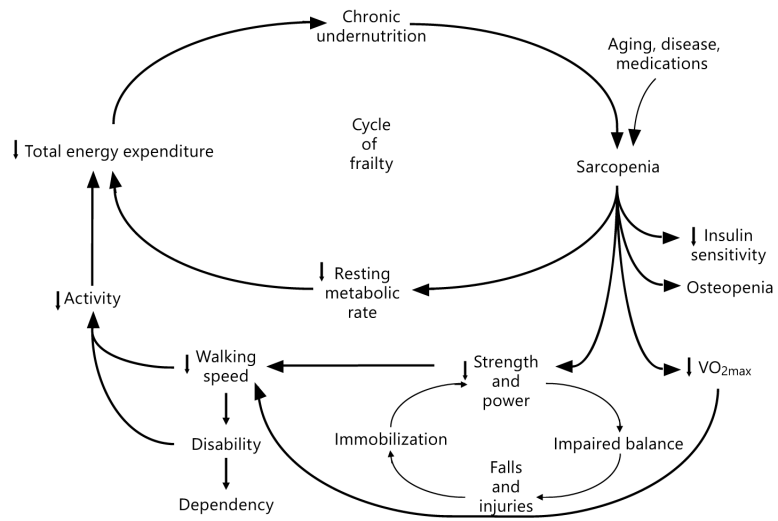 Chronic
undernutrition
Aging, disease,
medications
Cycle
of
frailty
↓ Total energy expenditure
Sarcopenia
↓ Insulin
sensitivity
↓ Resting
metabolic
rate
Osteopenia
↓ Activity
↓ Walking
speed
↓ Strength
and
power
↓ VO₂max
Disability
Immobilization
Impaired balance
Falls
and
injuries
Dependency